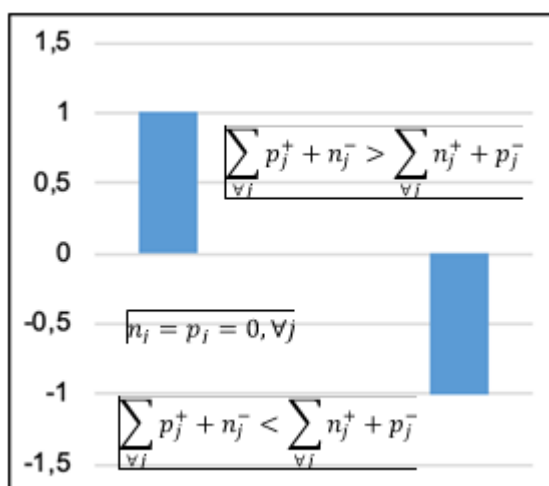 1,5
1
∑∀j p_j^+ + n_j^- > ∑∀j n_j^+ + p_j^-
0,5
0
-0,5
n_j = p_j = 0, ∀j
-1
∑∀j p_j^+ + n_j^- < ∑∀j n_j^+ + p_j^-
-1,5